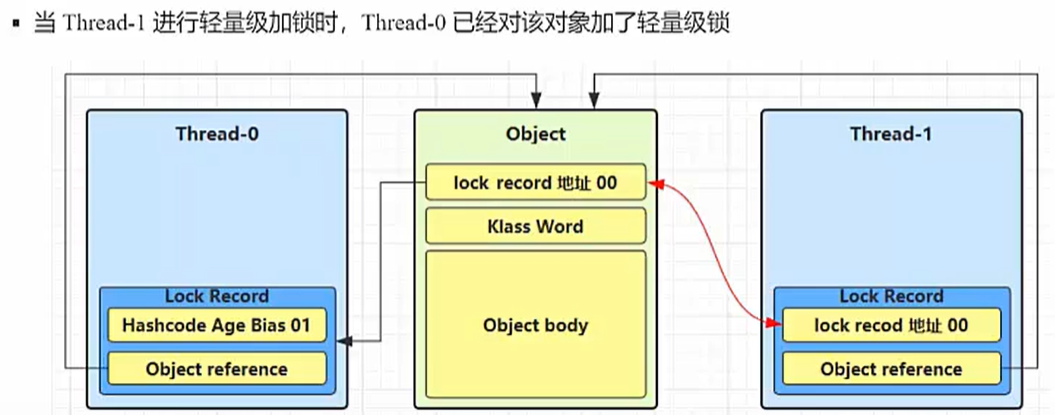 ▪ 当 Thread-1 进行轻量级加锁时，Thread-0 已经对该对象加了轻量级锁
Thread-0
Lock Record
Hashcode Age Bias 01
Object reference
Object
lock record 地址 00
Klass Word
Object body
Thread-1
Lock Record
lock recod 地址 00
Object reference